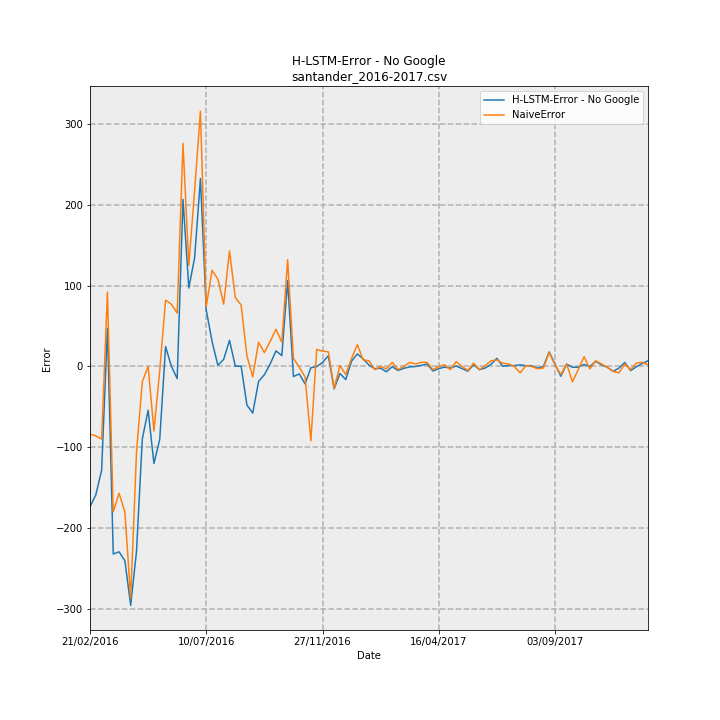 H-LSTM-Error - No Google
santander_2016-2017.csv
H-LSTM-Error - No Google
NaiveError
Error
300
200
100
0
−100
−200
−300
21/02/2016
10/07/2016
27/11/2016
16/04/2017
03/09/2017
Date